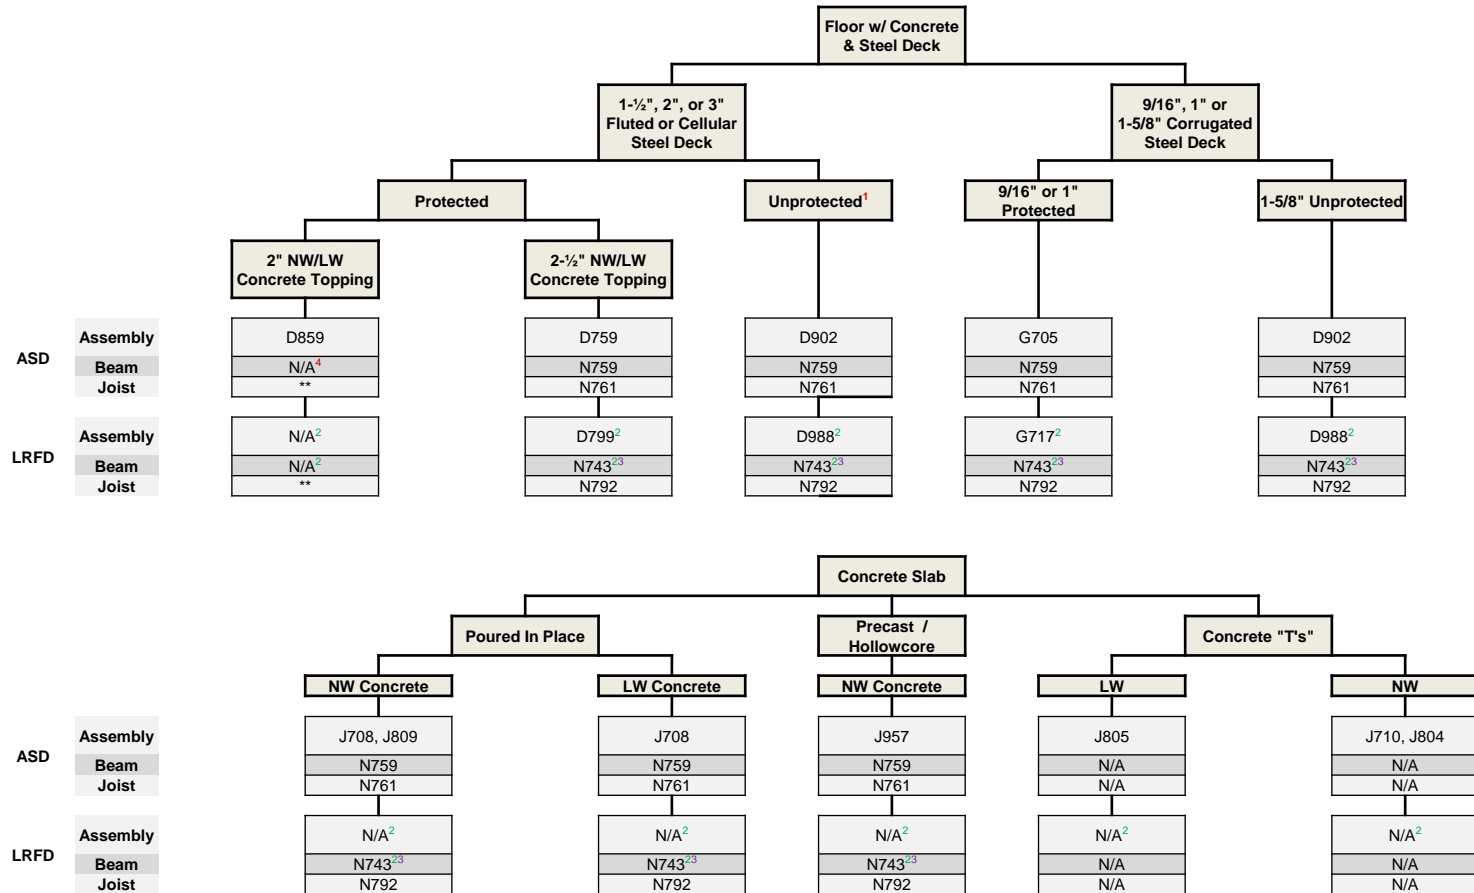 Floor w/ Concrete
& Steel Deck
1-½", 2", or 3"
Fluted or Cellular
Steel Deck
9/16", 1" or
1-5/8" Corrugated
Steel Deck
Protected
Unprotected¹
9/16" or 1"
Protected
1-5/8" Unprotected
2" NW/LW
Concrete Topping
2-½" NW/LW
Concrete Topping
ASD
Assembly D859 D759 D902 G705 D902
Beam N/A⁴ N759 N759 N759 N759
Joist ** N761 N761 N761 N761
LRFD
Assembly N/A² D799² D988² G717² D988²
Beam N/A² N743²³ N743²³ N743²³ N743²³
Joist ** N792 N792 N792 N792
Concrete Slab
Poured In Place
Precast /
Hollowcore
Concrete "T's"
NW Concrete LW Concrete NW Concrete LW NW
ASD
Assembly J708, J809 J708 J957 J805 J710, J804
Beam N759 N759 N759 N/A N/A
Joist N761 N761 N761 N/A N/A
LRFD
Assembly N/A² N/A² N/A² N/A² N/A²
Beam N743²³ N743²³ N743²³ N/A N/A
Joist N792 N792 N792 N/A N/A